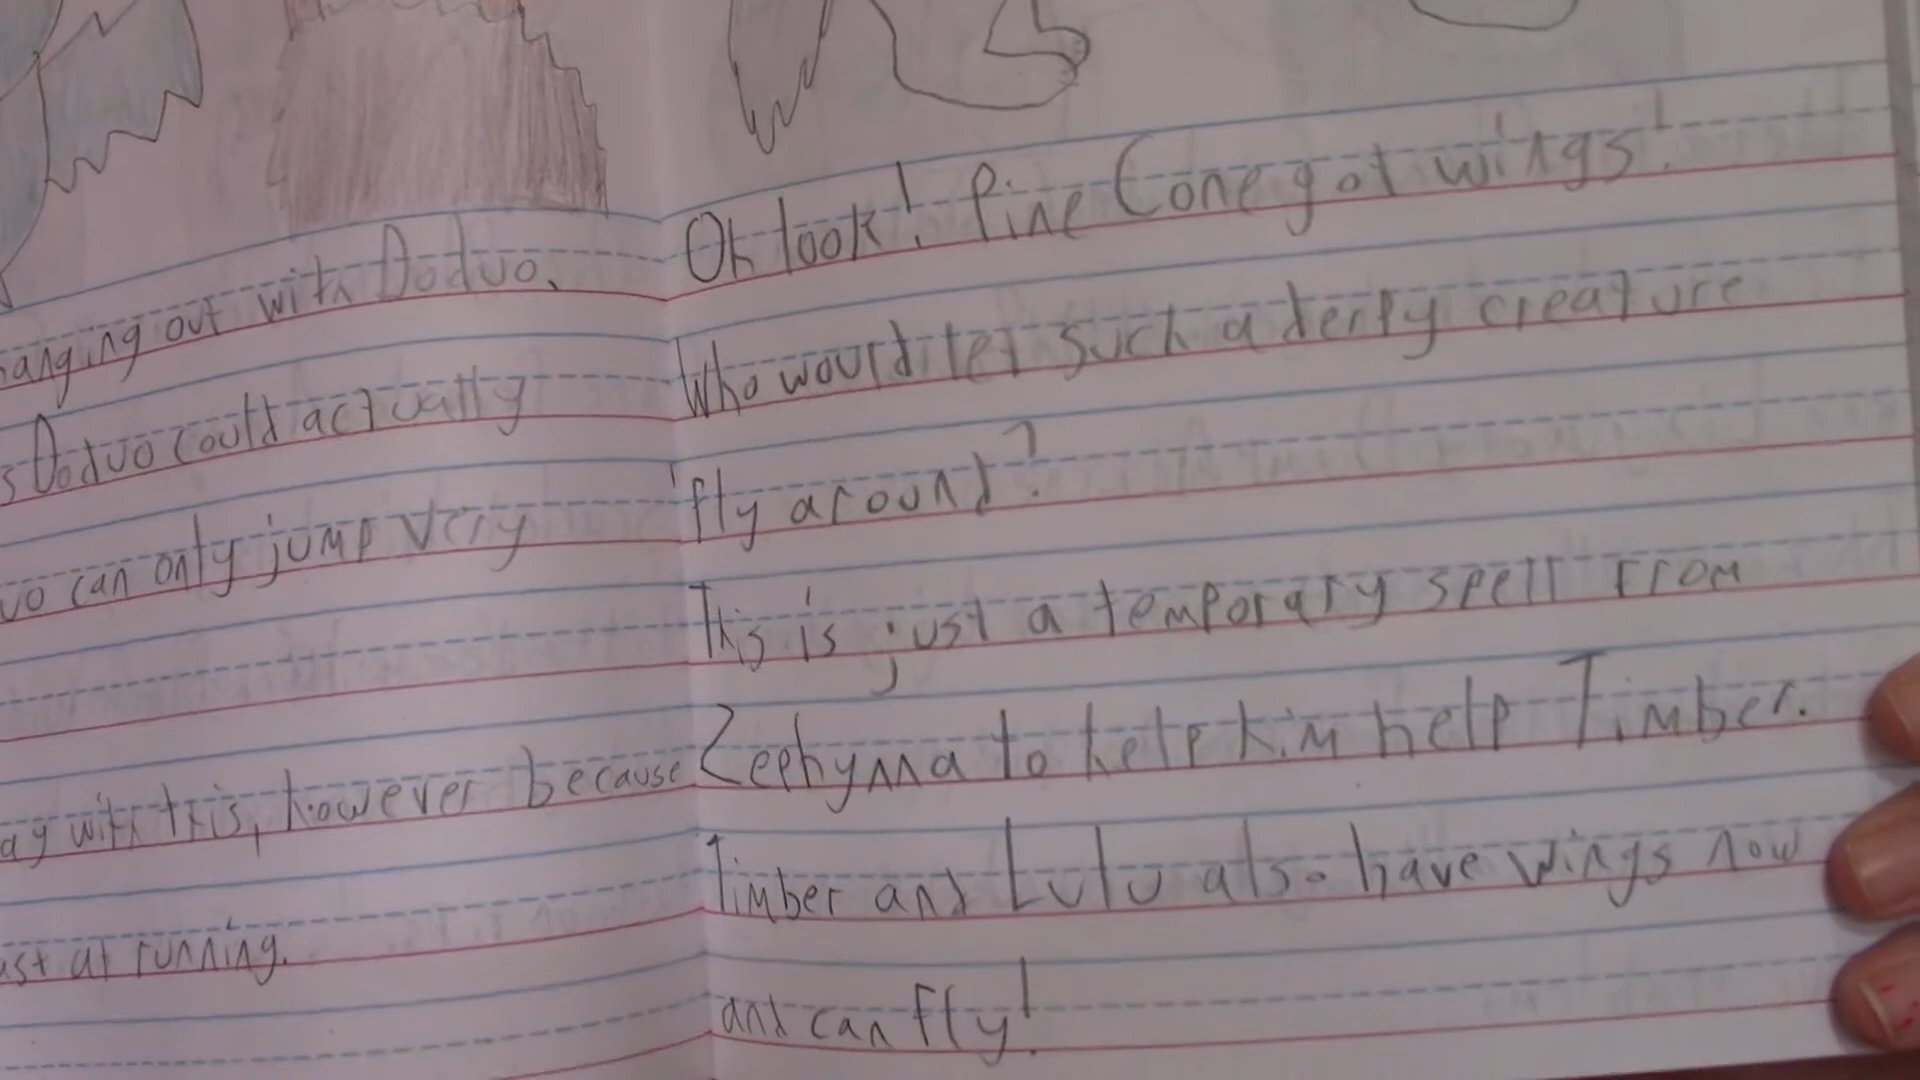 hanging out with Doduo.
s Doduo could actually
uo can only jump very
ay with this, however because
ast at running.
Oh look! Pine Cone got wings!
Who would let such a derpy creature
fly around?
This is just a temporary spell from
Zephyna to help him help Timber.
Timber and Lulu also have wings now
and can fly!